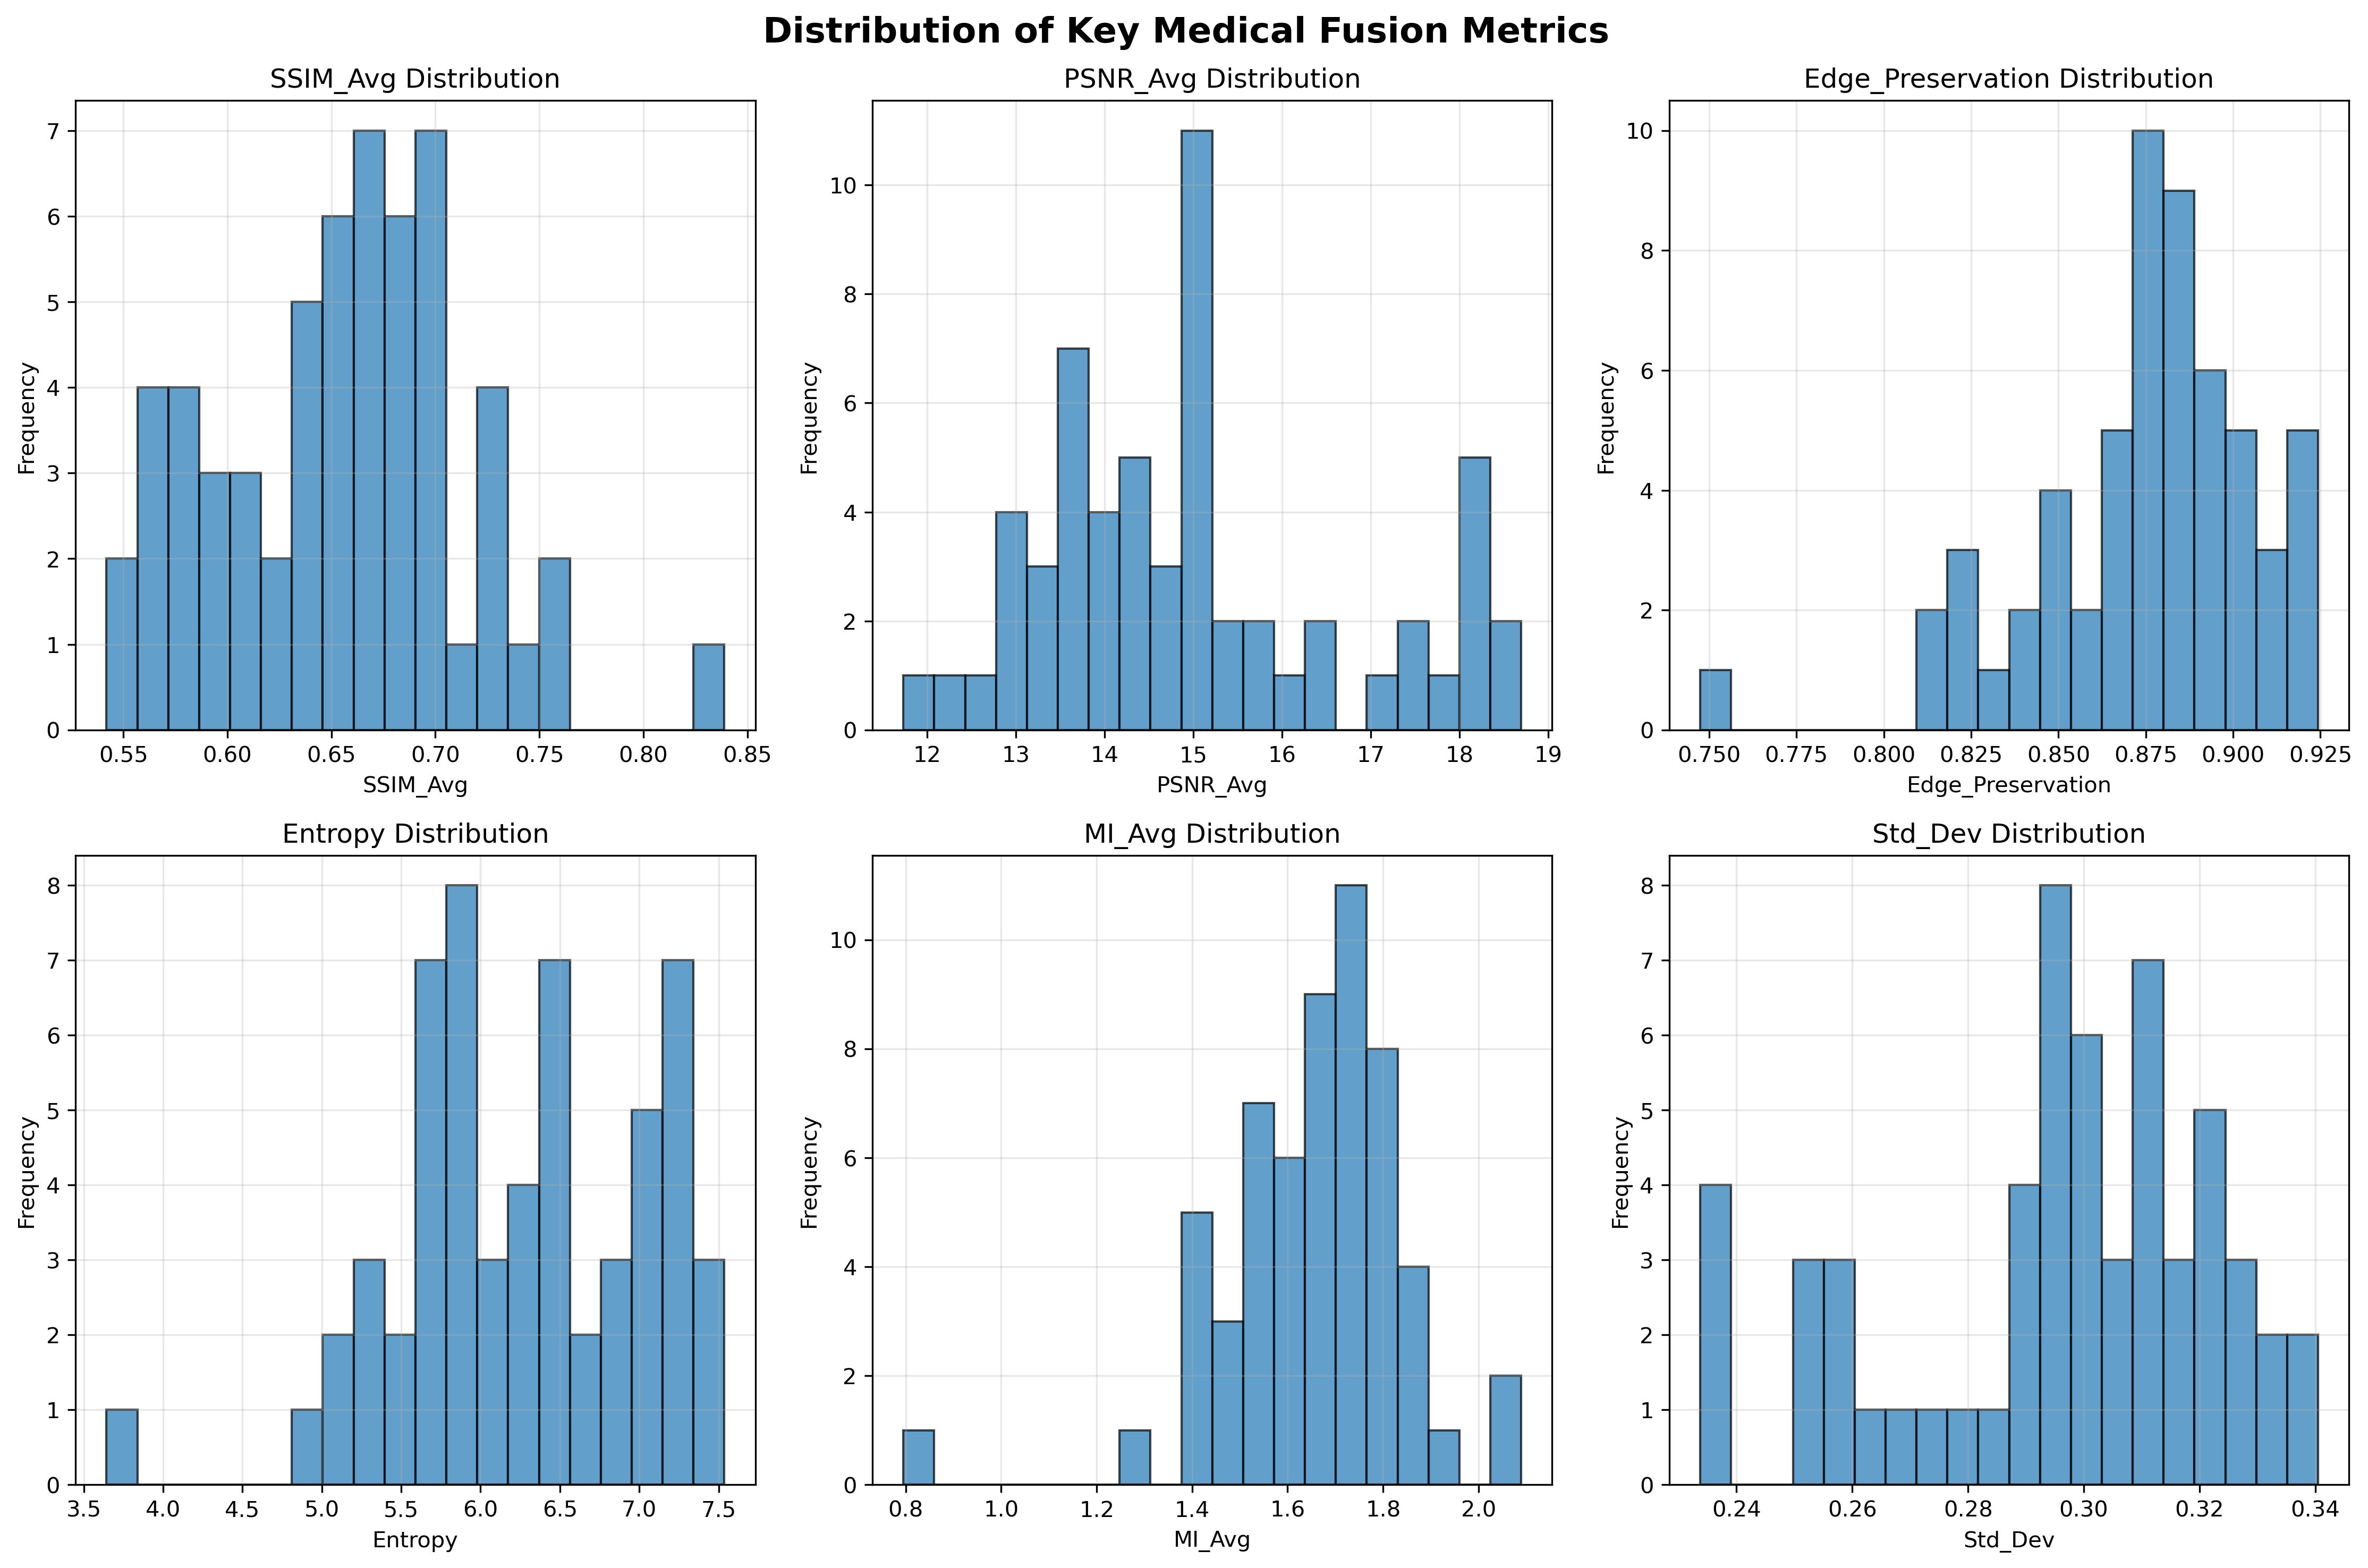 Distribution of Key Medical Fusion Metrics
SSIM_Avg Distribution
Frequency
7
6
5
4
3
2
1
0
0.55 0.60 0.65 0.70 0.75 0.80 0.85
SSIM_Avg
PSNR_Avg Distribution
Frequency
10
8
6
4
2
0
12 13 14 15 16 17 18 19
PSNR_Avg
Edge_Preservation Distribution
Frequency
10
8
6
4
2
0
0.750 0.775 0.800 0.825 0.850 0.875 0.900 0.925
Edge_Preservation
Entropy Distribution
Frequency
8
7
6
5
4
3
2
1
0
3.5 4.0 4.5 5.0 5.5 6.0 6.5 7.0 7.5
Entropy
MI_Avg Distribution
Frequency
10
8
6
4
2
0
0.8 1.0 1.2 1.4 1.6 1.8 2.0
MI_Avg
Std_Dev Distribution
Frequency
8
7
6
5
4
3
2
1
0
0.24 0.26 0.28 0.30 0.32 0.34
Std_Dev